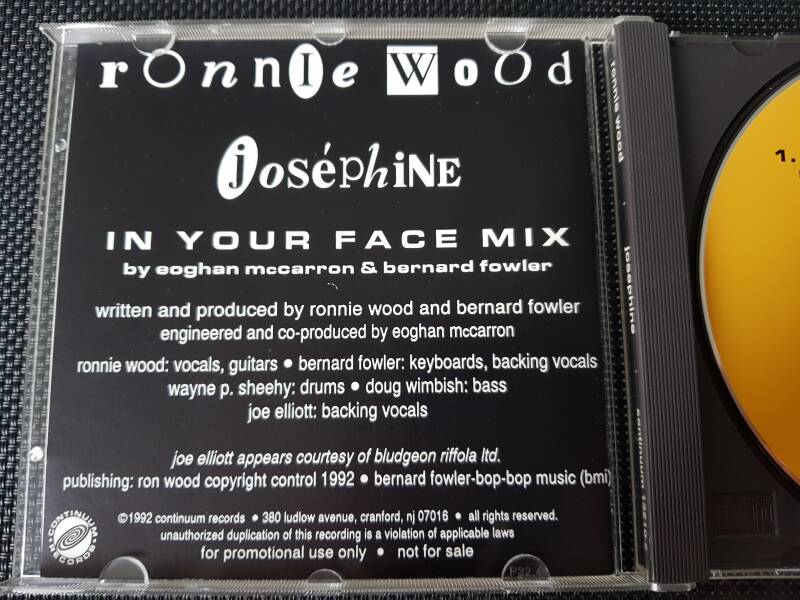 ronnIe Wood
joséphiNE
IN YOUR FACE MIX
by eoghan mccarron & bernard fowler
written and produced by ronnie wood and bernard fowler
engineered and co-produced by eoghan mccarron
ronnie wood: vocals, guitars • bernard fowler: keyboards, backing vocals
wayne p. sheehy: drums • doug wimbish: bass
joe elliott: backing vocals
joe elliott appears courtesy of bludgeon riffola ltd.
publishing: ron wood copyright control 1992 • bernard fowler-bop-bop music (bmi)
CONTINUUM RECORDS
©1992 continuum records • 380 ludlow avenue, cranford, nj 07016 • all rights reserved.
unauthorized duplication of this recording is a violation of applicable laws
for promotional use only • not for sale
ronnie wood
josephine
continuum
1.